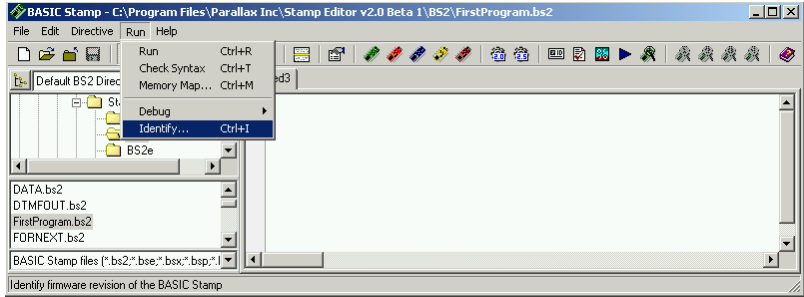 BASIC Stamp - C:\Program Files\Parallax Inc\Stamp Editor v2.0 Beta 1\BS2\FirstProgram.bs2
File Edit Directive Run Help
Run Ctrl+R
Check Syntax Ctrl+T
Memory Map... Ctrl+M
Debug
Identify... Ctrl+I
Default BS2 Direc
ed3
BS2e
DATA.bs2
DTMFOUT.bs2
FirstProgram.bs2
FORNEXT.bs2
BASIC Stamp files (*.bs2;*.bse;*.bsx;*.bsp;*.
Identify firmware revision of the BASIC Stamp